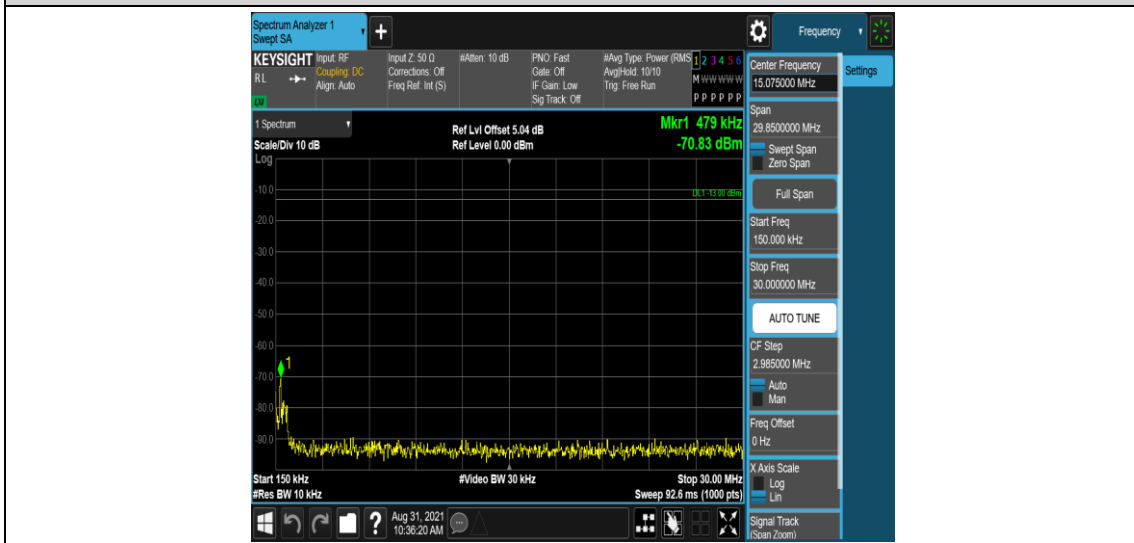 Spectrum Analyzer 1
Swept SA
+
Frequency
KEYSIGHT
RL
Input: RF
Coupling: DC
Align: Auto
Input Z: 50 Ω
Corrections: Off
Freq Ref: Int (S)
#Atten: 10 dB
PNO: Fast
Gate: Off
IF Gain: Low
Sig Track: Off
#Avg Type: Power (RMS
Avg|Hold: 10/10
Trig: Free Run
1 2 3 4 5 6
M W W W W W
P P P P P P
Center Frequency
15.075000 MHz
Settings
Span
29.8500000 MHz
Swept Span
Zero Span
Full Span
Start Freq
150.000 kHz
Stop Freq
30.000000 MHz
AUTO TUNE
CF Step
2.985000 MHz
Auto
Man
Freq Offset
0 Hz
X Axis Scale
Log
Lin
Signal Track
(Span Zoom)
1 Spectrum
Scale/Div 10 dB
Log
Ref Lvl Offset 5.04 dB
Ref Level 0.00 dBm
Mkr1 479 kHz
-70.83 dBm
DL1 -13.00 dBm
-10.0
-20.0
-30.0
-40.0
-50.0
-60.0
-70.0
-80.0
-90.0
1
Start 150 kHz
#Res BW 10 kHz
#Video BW 30 kHz
Stop 30.00 MHz
Sweep 92.6 ms (1000 pts)
?
Aug 31, 2021
10:36:20 AM